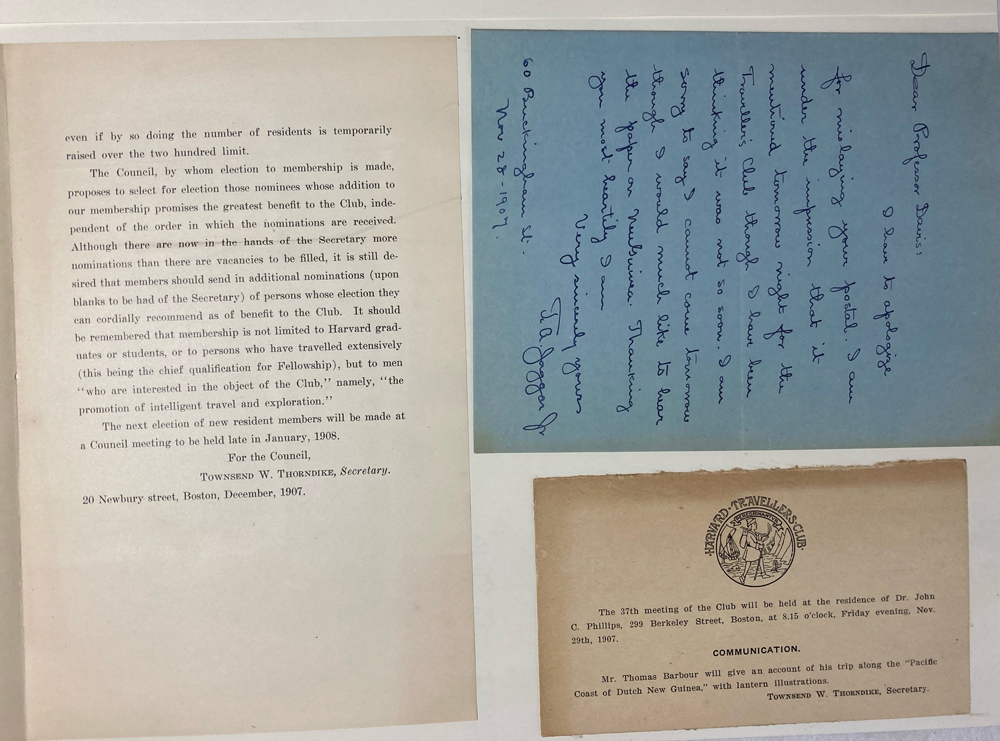 even if by so doing the number of residents is temporarily
raised over the two hundred limit.
The Council, by whom election to membership is made,
proposes to select for election those nominees whose addition to
our membership promises the greatest benefit to the Club, inde-
pendent of the order in which the nominations are received.
Although there are now in the hands of the Secretary more
nominations than there are vacancies to be filled, it is still de-
sired that members should send in additional nominations (upon
blanks to be had of the Secretary) of persons whose election they
can cordially recommend as of benefit to the Club. It should
be remembered that membership is not limited to Harvard grad-
uates or students, or to persons who have travelled extensively
(this being the chief qualification for Fellowship), but to men
"who are interested in the object of the Club," namely, "the
promotion of intelligent travel and exploration."
The next election of new resident members will be made at
a Council meeting to be held late in January, 1908.
For the Council,
TOWNSEND W. THORNDIKE, Secretary.
20 Newbury street, Boston, December, 1907.
Dear Professor Davis:
I have to apologize
for mislaying your postal. I am
under the impression that it
mentioned tomorrow night for the
Travellers Club though I have been
thinking it was not so soon. I am
sorry to say I cannot come tomorrow
though I would much like to hear
the paper on New Guinea. Thanking
you most heartily I am
Very sincerely yours
T A Jaggar Jr
60 Buckingham St.
Nov 28-1907.
HARVARD·TRAVELLERS·CLUB·
The 37th meeting of the Club will be held at the residence of Dr. John
C. Phillips, 299 Berkeley Street, Boston, at 8.15 o'clock, Friday evening, Nov.
29th, 1907.
COMMUNICATION.
Mr. Thomas Barbour will give an account of his trip along the "Pacific
Coast of Dutch New Guinea," with lantern illustrations.
TOWNSEND W. THORNDIKE, Secretary.